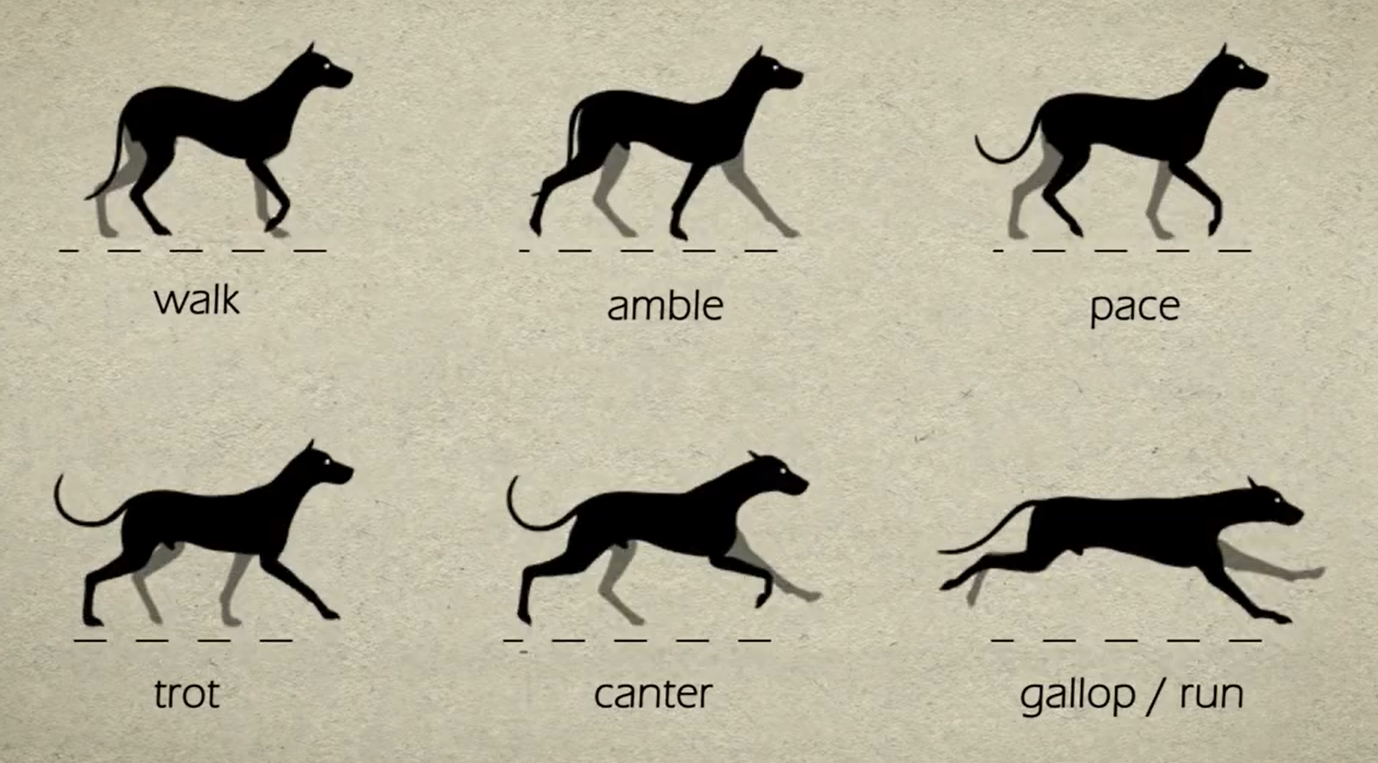 walk
amble
pace
trot
canter
gallop / run